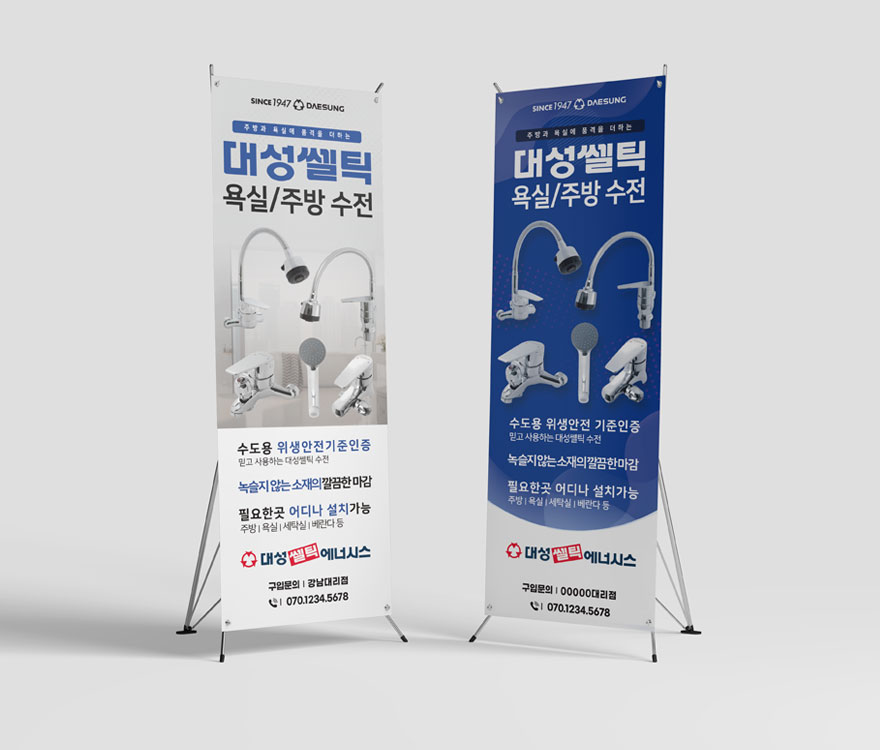 SINCE 1947 DAESUNG
주방과 욕실에 품격을 더하는
대성쎌틱
욕실/주방 수전
수도용 위생안전기준인증
믿고 사용하는 대성쎌틱 수전
녹슬지 않는 소재의 깔끔한 마감
필요한곳 어디나 설치가능
주방 | 욕실 | 세탁실 | 베란다 등
대성쎌틱에너시스
구입문의 | 강남대리점
070.1234.5678
SINCE 1947 DAESUNG
주방과 욕실에 품격을 더하는
대성쎌틱
욕실/주방 수전
수도용 위생안전 기준인증
믿고 사용하는 대성쎌틱 수전
녹슬지 않는 소재의 깔끔한 마감
필요한곳 어디나 설치가능
주방 | 욕실 | 세탁실 | 베란다 등
대성쎌틱에너시스
구입문의 | 00000대리점
070.1234.5678